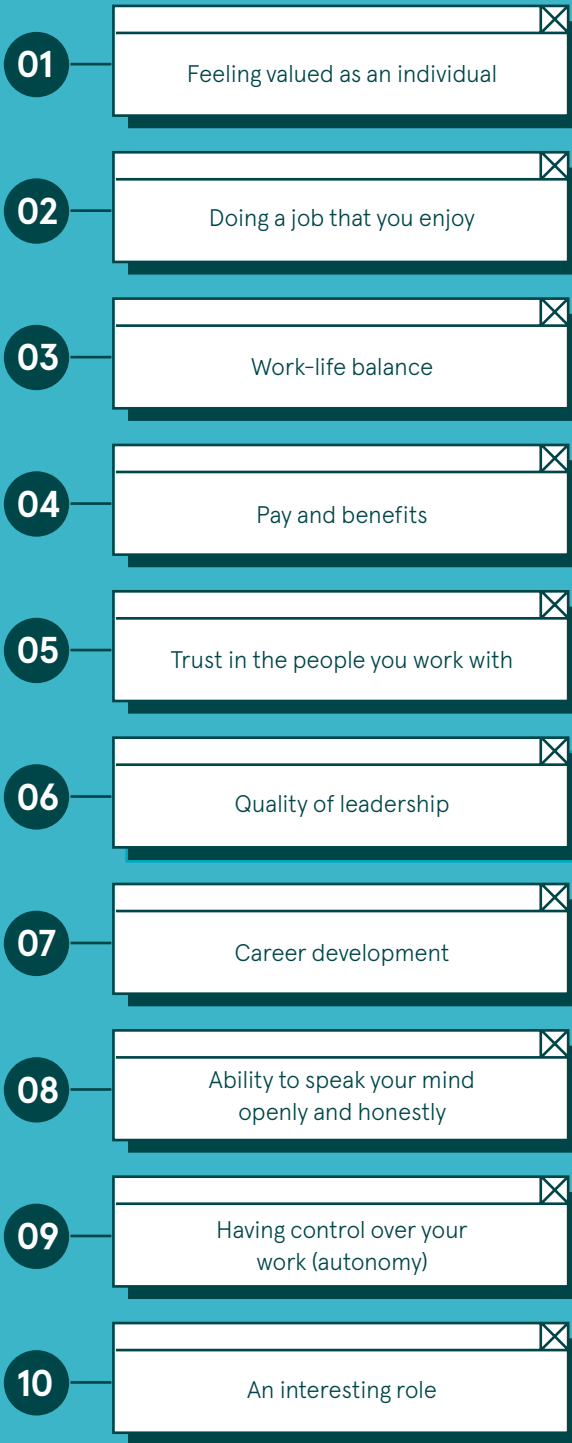 01
Feeling valued as an individual
02
Doing a job that you enjoy
03
Work-life balance
04
Pay and benefits
05
Trust in the people you work with
06
Quality of leadership
07
Career development
08
Ability to speak your mind
openly and honestly
09
Having control over your
work (autonomy)
10
An interesting role